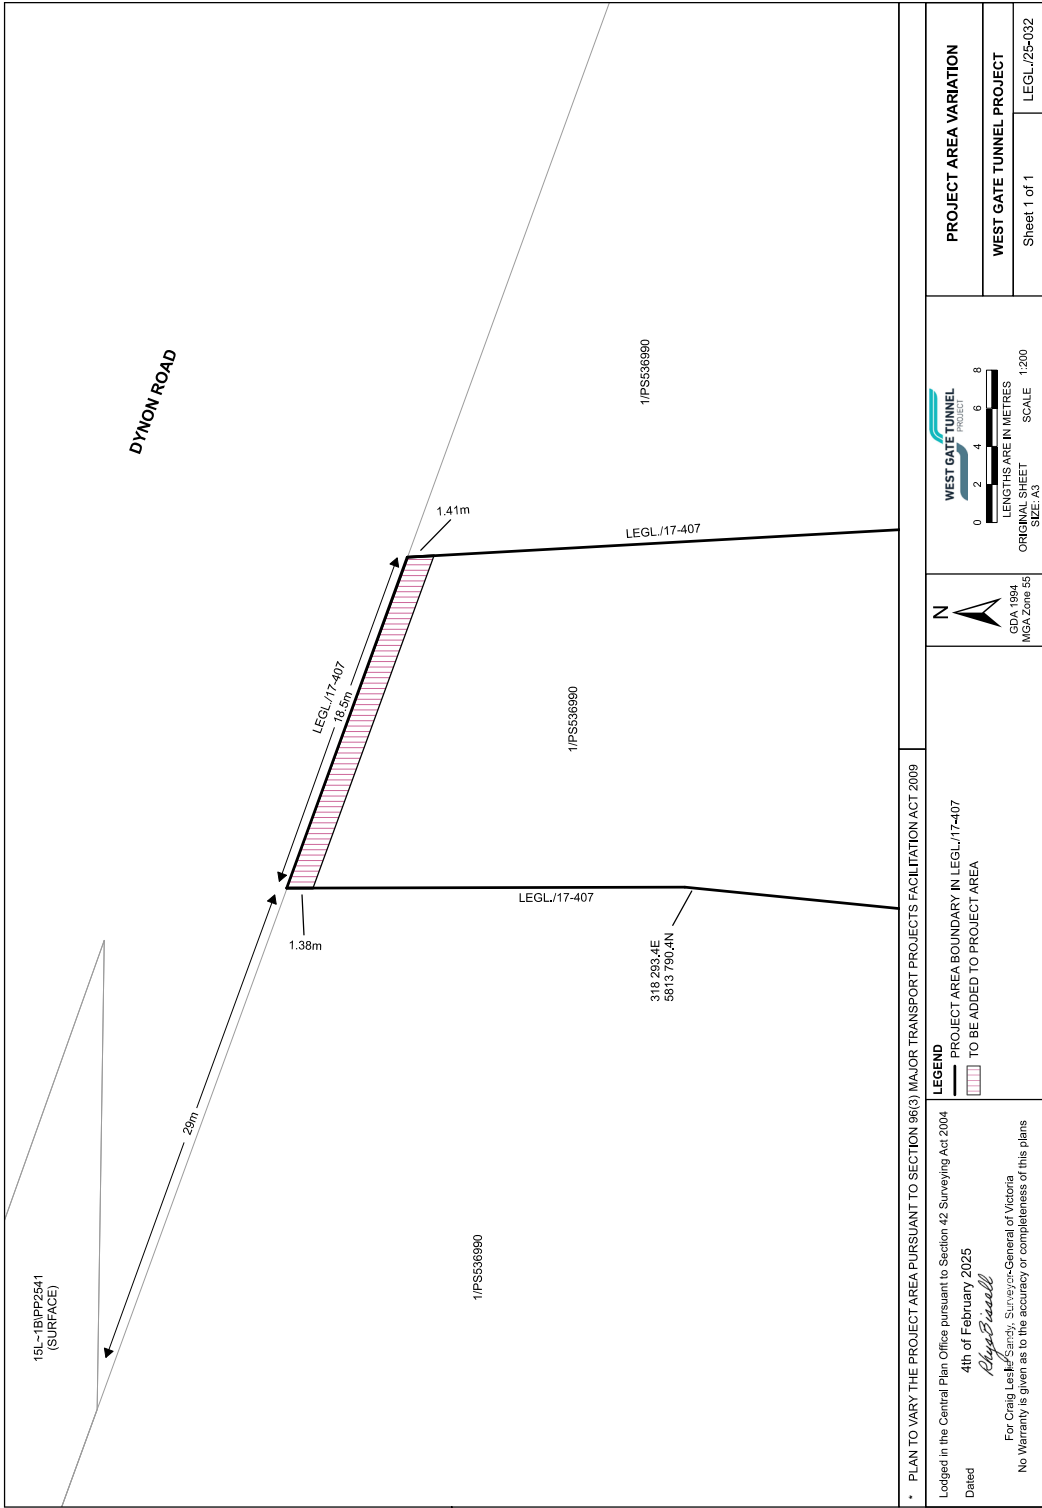 15L~1B\PP2541
(SURFACE)
29m
DYNON ROAD
LEGL./17-407
18.5m
1.38m
1.41m
1/PS536990
LEGL./17-407
1/PS536990
LEGL./17-407
1/PS536990
318 293.4E
5813 790.4N
* PLAN TO VARY THE PROJECT AREA PURSUANT TO SECTION 96(3) MAJOR TRANSPORT PROJECTS FACILITATION ACT 2009
Lodged in the Central Plan Office pursuant to Section 42 Surveying Act 2004
Dated 4th of February 2025
Rhys Bissell
For Craig Leslie Sandy, Surveyor-General of Victoria
No Warranty is given as to the accuracy or completeness of this plans
LEGEND
PROJECT AREA BOUNDARY IN LEGL./17-407
TO BE ADDED TO PROJECT AREA
N
GDA 1994
MGA Zone 55
WEST GATE TUNNEL
PROJECT
0 2 4 6 8
LENGTHS ARE IN METRES
ORIGINAL SHEET SCALE 1:200
SIZE: A3
PROJECT AREA VARIATION
WEST GATE TUNNEL PROJECT
Sheet 1 of 1 LEGL./25-032